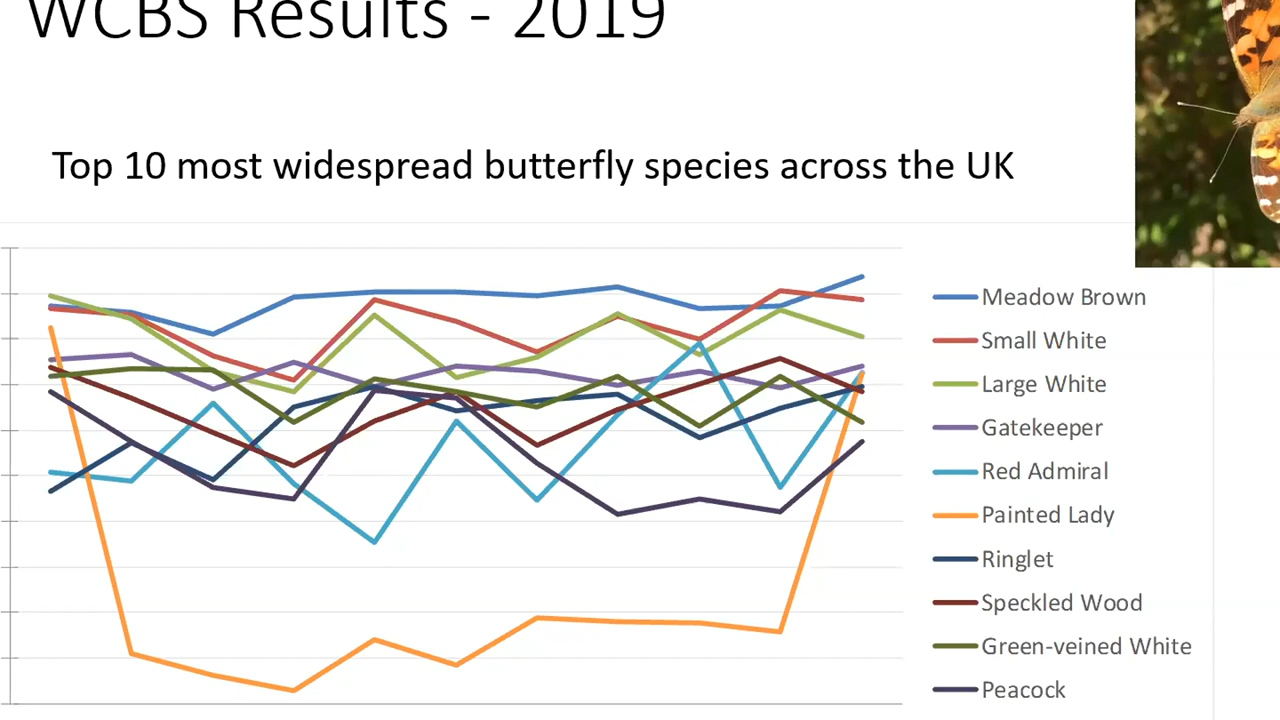 WCBS Results - 2019
Top 10 most widespread butterfly species across the UK
Meadow Brown
Small White
Large White
Gatekeeper
Red Admiral
Painted Lady
Ringlet
Speckled Wood
Green-veined White
Peacock